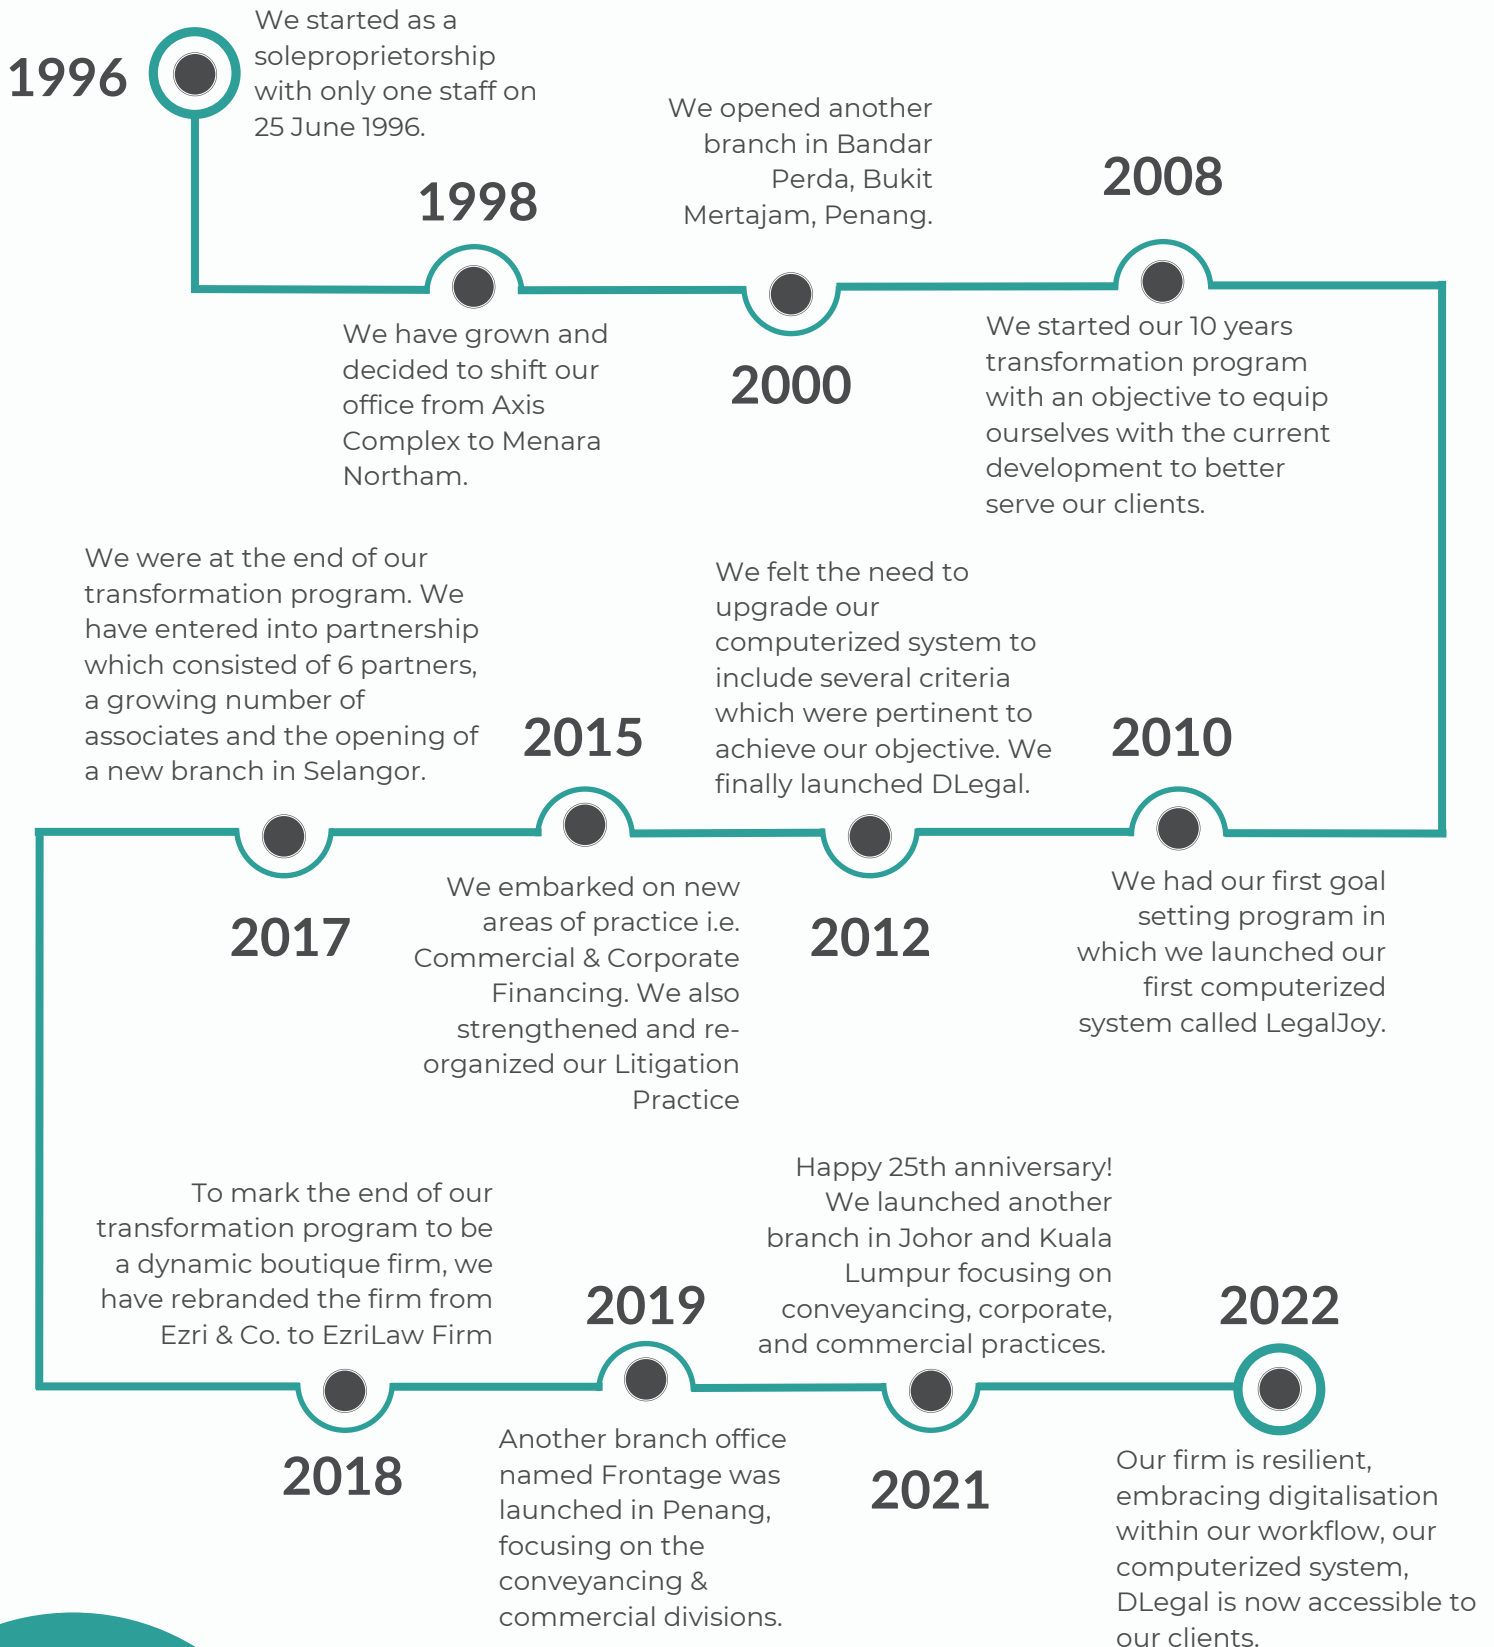 1996
We started as a
soleproprietorship
with only one staff on
25 June 1996.
1998
We have grown and
decided to shift our
office from Axis
Complex to Menara
Northam.
We opened another
branch in Bandar
Perda, Bukit
Mertajam, Penang.
2000
2008
We started our 10 years
transformation program
with an objective to equip
ourselves with the current
development to better
serve our clients.
2010
We had our first goal
setting program in
which we launched our
first computerized
system called LegalJoy.
We felt the need to
upgrade our
computerized system to
include several criteria
which were pertinent to
achieve our objective. We
finally launched DLegal.
2012
2015
We embarked on new
areas of practice i.e.
Commercial & Corporate
Financing. We also
strengthened and re-
organized our Litigation
Practice
We were at the end of our
transformation program. We
have entered into partnership
which consisted of 6 partners,
a growing number of
associates and the opening of
a new branch in Selangor.
2017
To mark the end of our
transformation program to be
a dynamic boutique firm, we
have rebranded the firm from
Ezri & Co. to EzriLaw Firm
2018
2019
Another branch office
named Frontage was
launched in Penang,
focusing on the
conveyancing &
commercial divisions.
Happy 25th anniversary!
We launched another
branch in Johor and Kuala
Lumpur focusing on
conveyancing, corporate,
and commercial practices.
2021
2022
Our firm is resilient,
embracing digitalisation
within our workflow, our
computerized system,
DLegal is now accessible to
our clients.